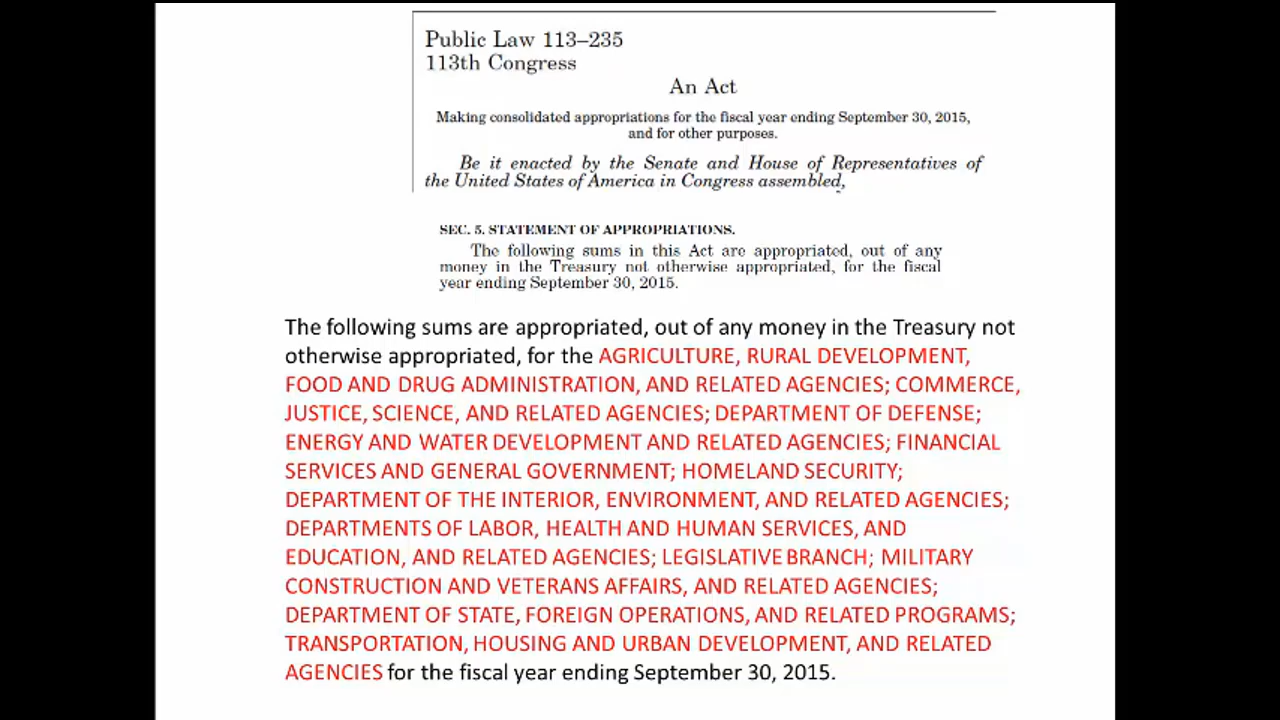 Public Law 113–235
113th Congress
An Act
Making consolidated appropriations for the fiscal year ending September 30, 2015,
and for other purposes.
Be it enacted by the Senate and House of Representatives of
the United States of America in Congress assembled,
SEC. 5. STATEMENT OF APPROPRIATIONS.
The following sums in this Act are appropriated, out of any
money in the Treasury not otherwise appropriated, for the fiscal
year ending September 30, 2015.
The following sums are appropriated, out of any money in the Treasury not
otherwise appropriated, for the AGRICULTURE, RURAL DEVELOPMENT,
FOOD AND DRUG ADMINISTRATION, AND RELATED AGENCIES; COMMERCE,
JUSTICE, SCIENCE, AND RELATED AGENCIES; DEPARTMENT OF DEFENSE;
ENERGY AND WATER DEVELOPMENT AND RELATED AGENCIES; FINANCIAL
SERVICES AND GENERAL GOVERNMENT; HOMELAND SECURITY;
DEPARTMENT OF THE INTERIOR, ENVIRONMENT, AND RELATED AGENCIES;
DEPARTMENTS OF LABOR, HEALTH AND HUMAN SERVICES, AND
EDUCATION, AND RELATED AGENCIES; LEGISLATIVE BRANCH; MILITARY
CONSTRUCTION AND VETERANS AFFAIRS, AND RELATED AGENCIES;
DEPARTMENT OF STATE, FOREIGN OPERATIONS, AND RELATED PROGRAMS;
TRANSPORTATION, HOUSING AND URBAN DEVELOPMENT, AND RELATED
AGENCIES for the fiscal year ending September 30, 2015.